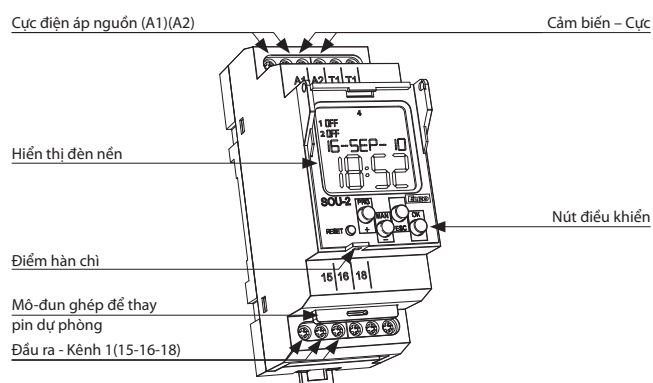 Cực điện áp nguồn (A1)(A2)
Cảm biến – Cực
A1 A2 T1 T1
4
1 OFF
2 OFF
16-SEP- 10
18:52
Hiển thị đèn nền
SOU-2
PRG
MAN
OK
Nút điều khiển
RESET
+
-
ESC
Điểm hàn chì
15 16 18
Mô-đun ghép để thay
pin dự phòng
Đầu ra - Kênh 1(15-16-18)